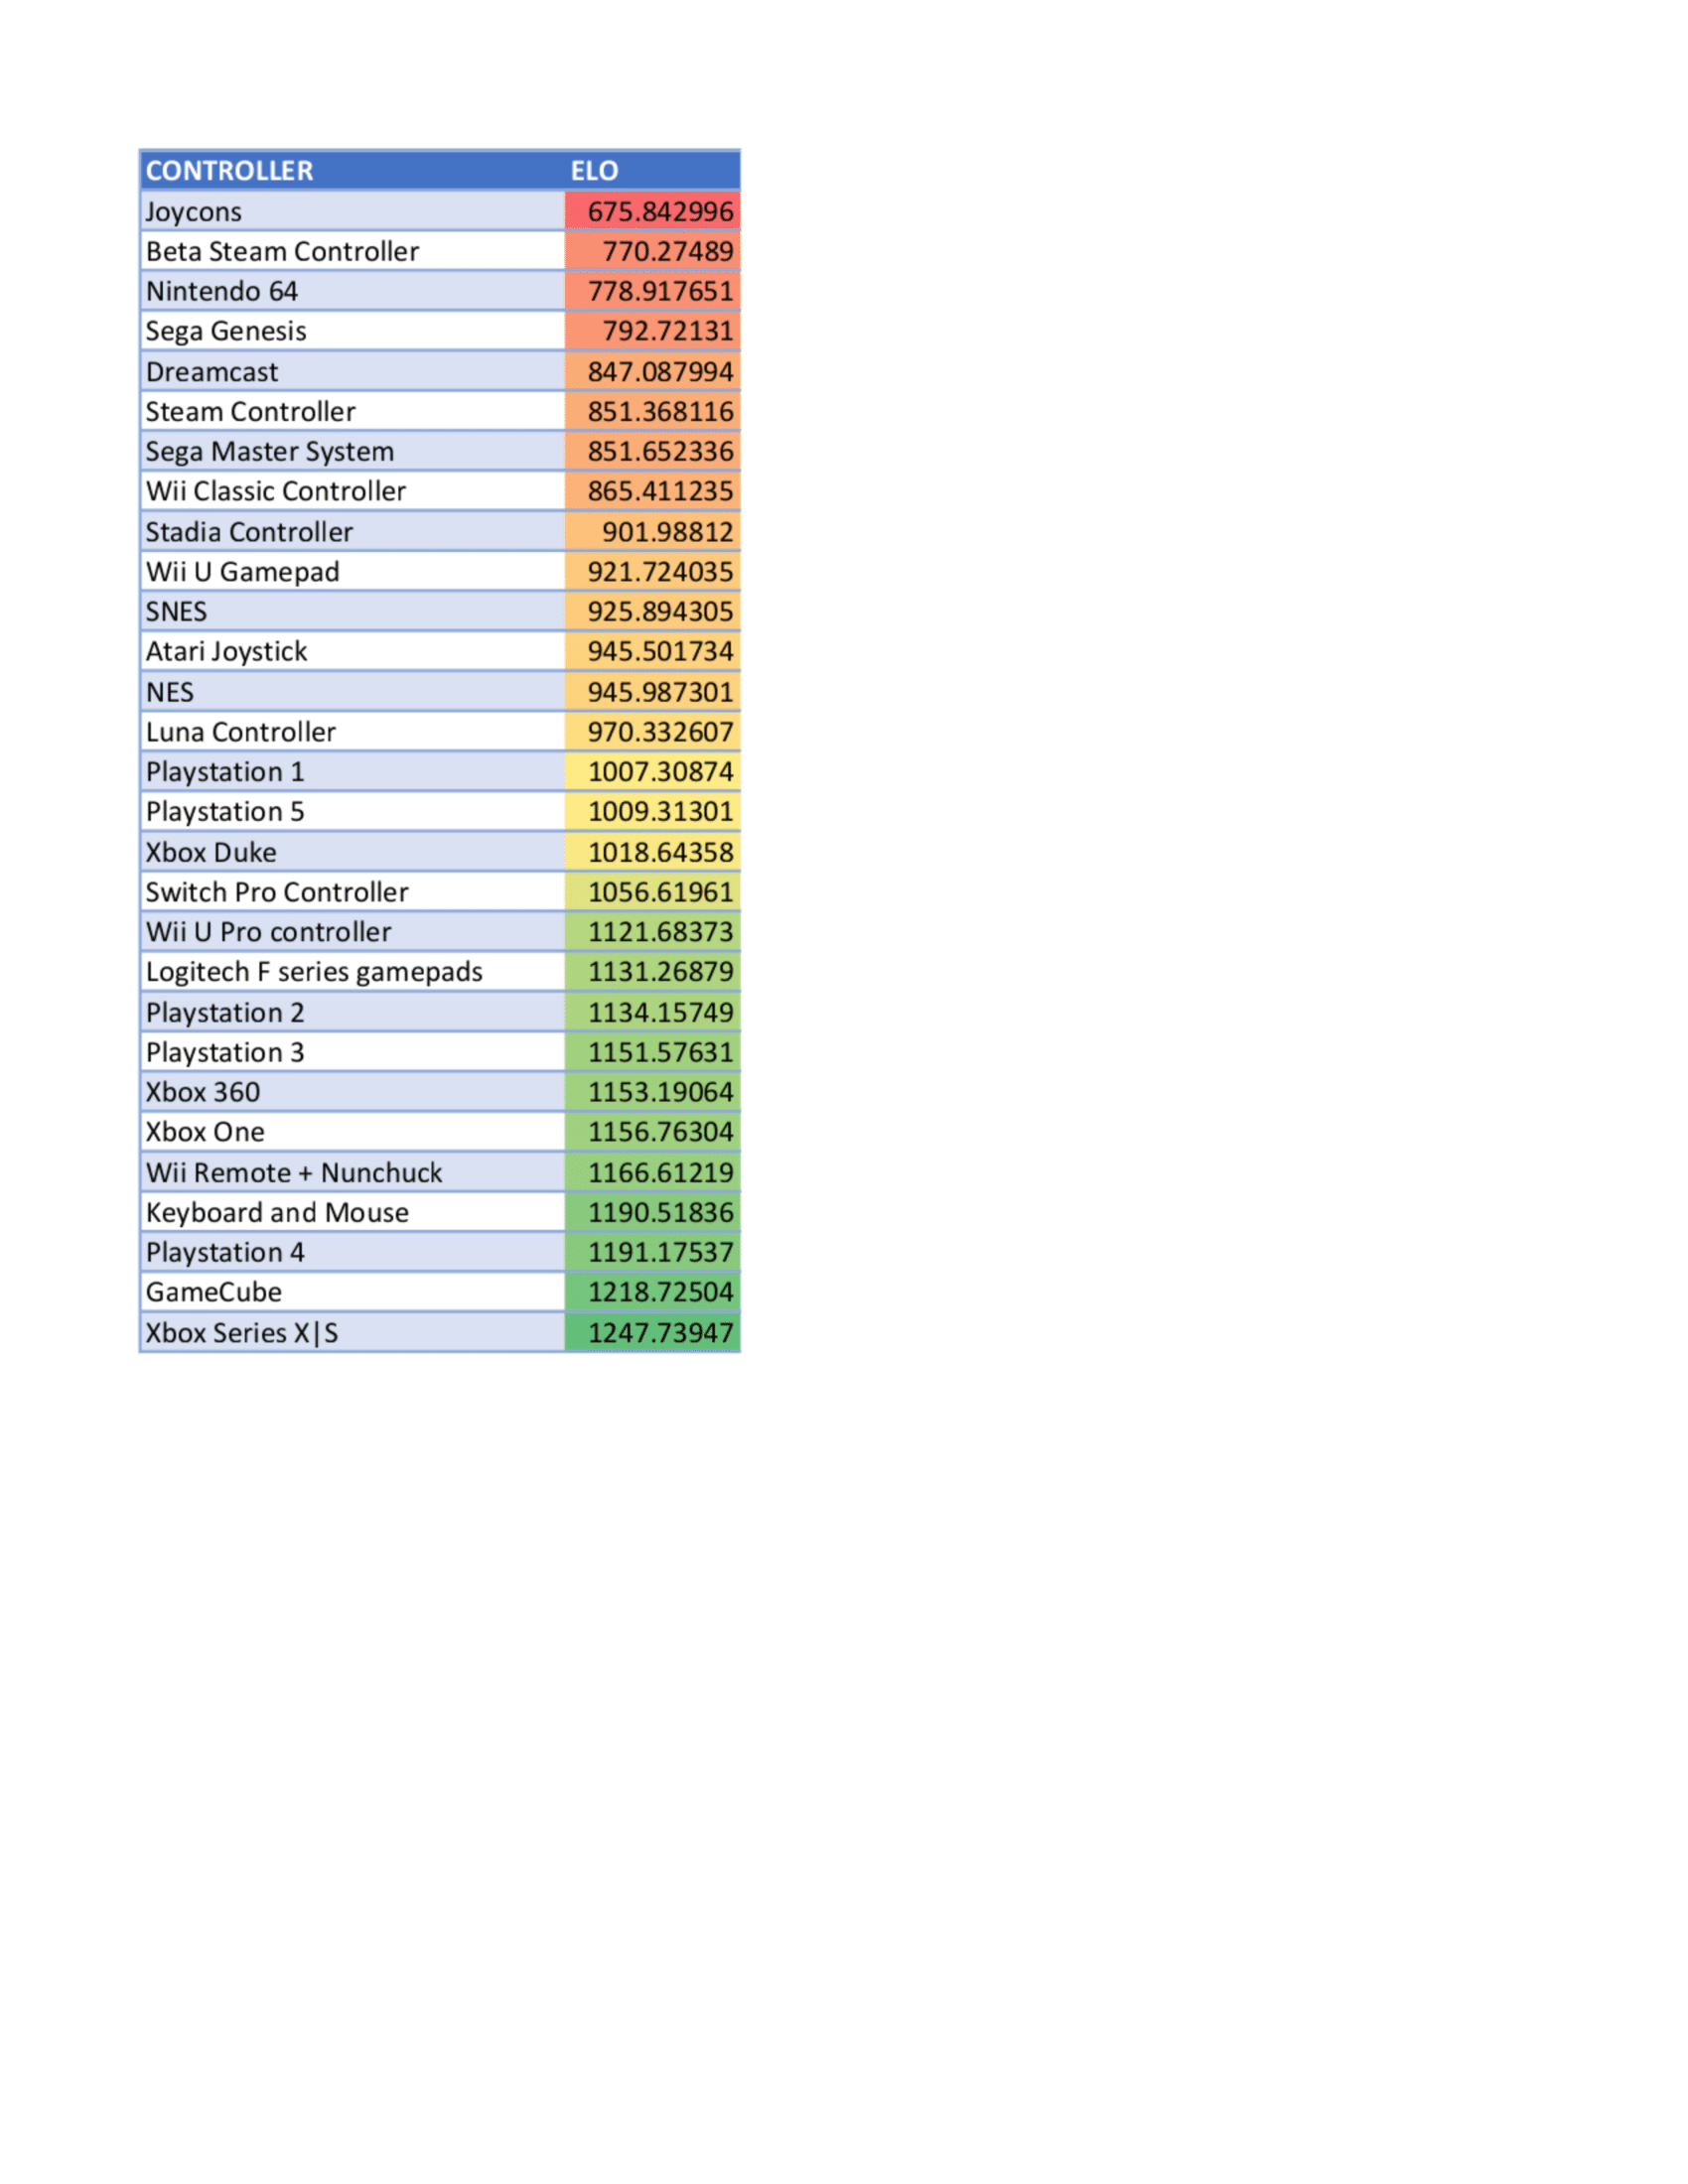 CONTROLLER ELO
Joycons 675.842996
Beta Steam Controller 770.27489
Nintendo 64 778.917651
Sega Genesis 792.72131
Dreamcast 847.087994
Steam Controller 851.368116
Sega Master System 851.652336
Wii Classic Controller 865.411235
Stadia Controller 901.98812
Wii U Gamepad 921.724035
SNES 925.894305
Atari Joystick 945.501734
NES 945.987301
Luna Controller 970.332607
Playstation 1 1007.30874
Playstation 5 1009.31301
Xbox Duke 1018.64358
Switch Pro Controller 1056.61961
Wii U Pro controller 1121.68373
Logitech F series gamepads 1131.26879
Playstation 2 1134.15749
Playstation 3 1151.57631
Xbox 360 1153.19064
Xbox One 1156.76304
Wii Remote + Nunchuck 1166.61219
Keyboard and Mouse 1190.51836
Playstation 4 1191.17537
GameCube 1218.72504
Xbox Series X|S 1247.73947